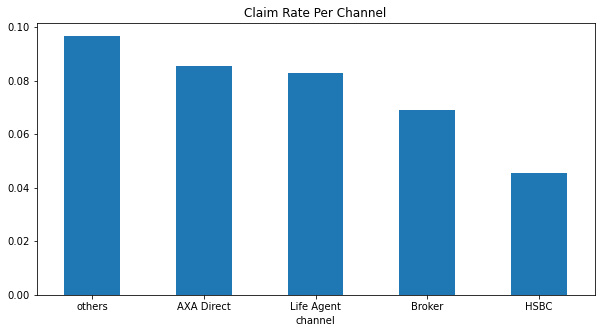 Claim Rate Per Channel
0.10
0.08
0.06
0.04
0.02
0.00
others AXA Direct Life Agent Broker HSBC
channel